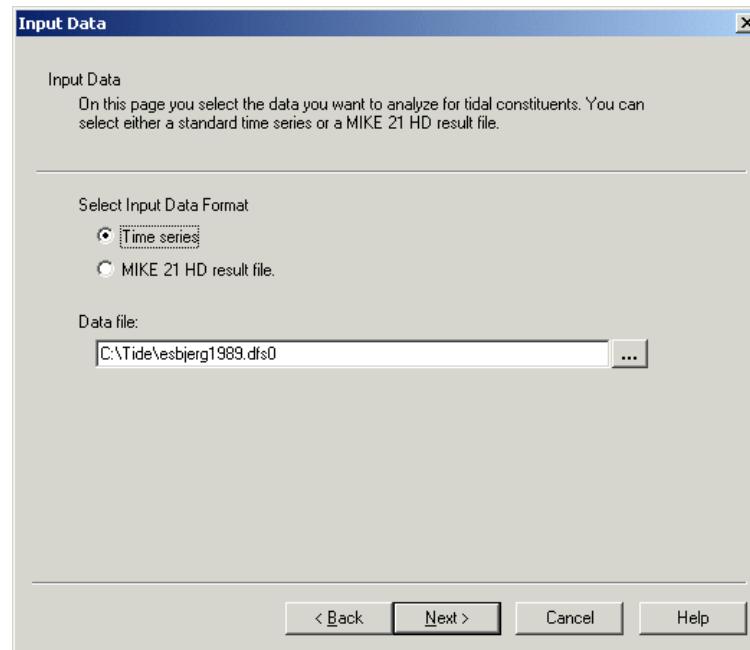 Input Data
Input Data
On this page you select the data you want to analyze for tidal constituents. You can
select either a standard time series or a MIKE 21 HD result file.
Select Input Data Format
Time series
MIKE 21 HD result file.
Data file:
C:\Tide\esbjerg1989.dfs0
...
< Back
Next >
Cancel
Help